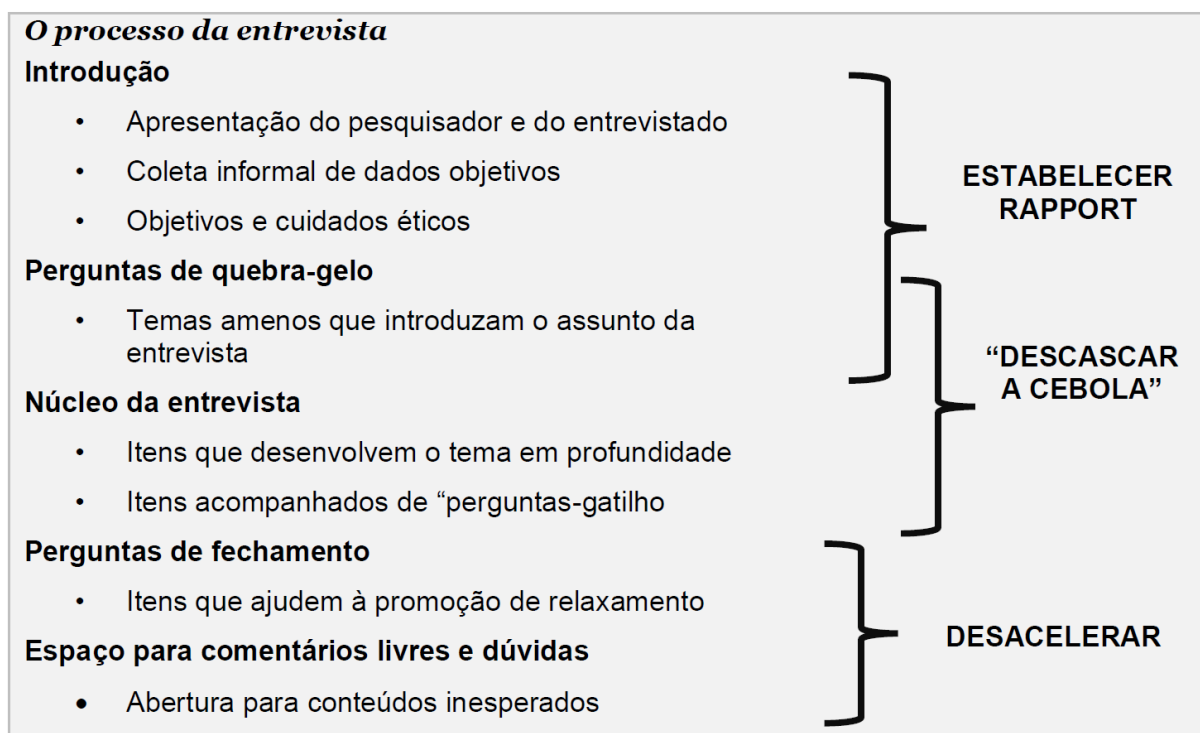 O processo da entrevista
Introdução
• Apresentação do pesquisador e do entrevistado
• Coleta informal de dados objetivos
• Objetivos e cuidados éticos
ESTABELECER
RAPPORT
Perguntas de quebra-gelo
• Temas amenos que introduzam o assunto da
entrevista
“DESCASCAR
A CEBOLA”
Núcleo da entrevista
• Itens que desenvolvem o tema em profundidade
• Itens acompanhados de “perguntas-gatilho
Perguntas de fechamento
• Itens que ajudem à promoção de relaxamento
DESACELERAR
Espaço para comentários livres e dúvidas
• Abertura para conteúdos inesperados